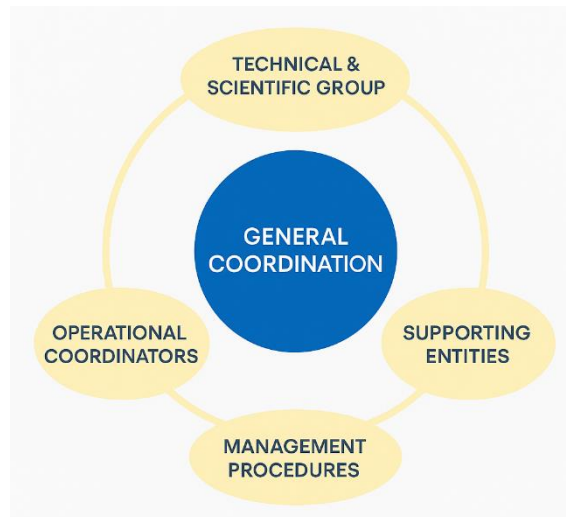 TECHNICAL &
SCIENTIFIC GROUP
GENERAL
COORDINATION
OPERATIONAL
COORDINATORS
SUPPORTING
ENTITIES
MANAGEMENT
PROCEDURES